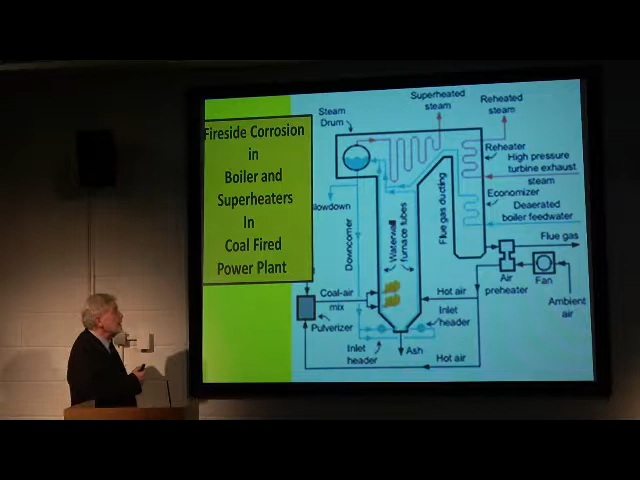 Fireside Corrosion
in
Boiler and
Superheaters
In
Coal Fired
Power Plant
Superheated
steam
Reheated
steam
Steam
Drum
Reheater
High pressure
turbine exhaust
steam
Economizer
Deaerated
boiler feedwater
Blowdown
Downcomer
Waterwall
furnace tubes
Flue gas ducting
Flue gas
Air
preheater
Fan
Ambient
air
Coal-air
mix
Pulverizer
Hot air
Inlet
header
Inlet
header
Ash
Hot air